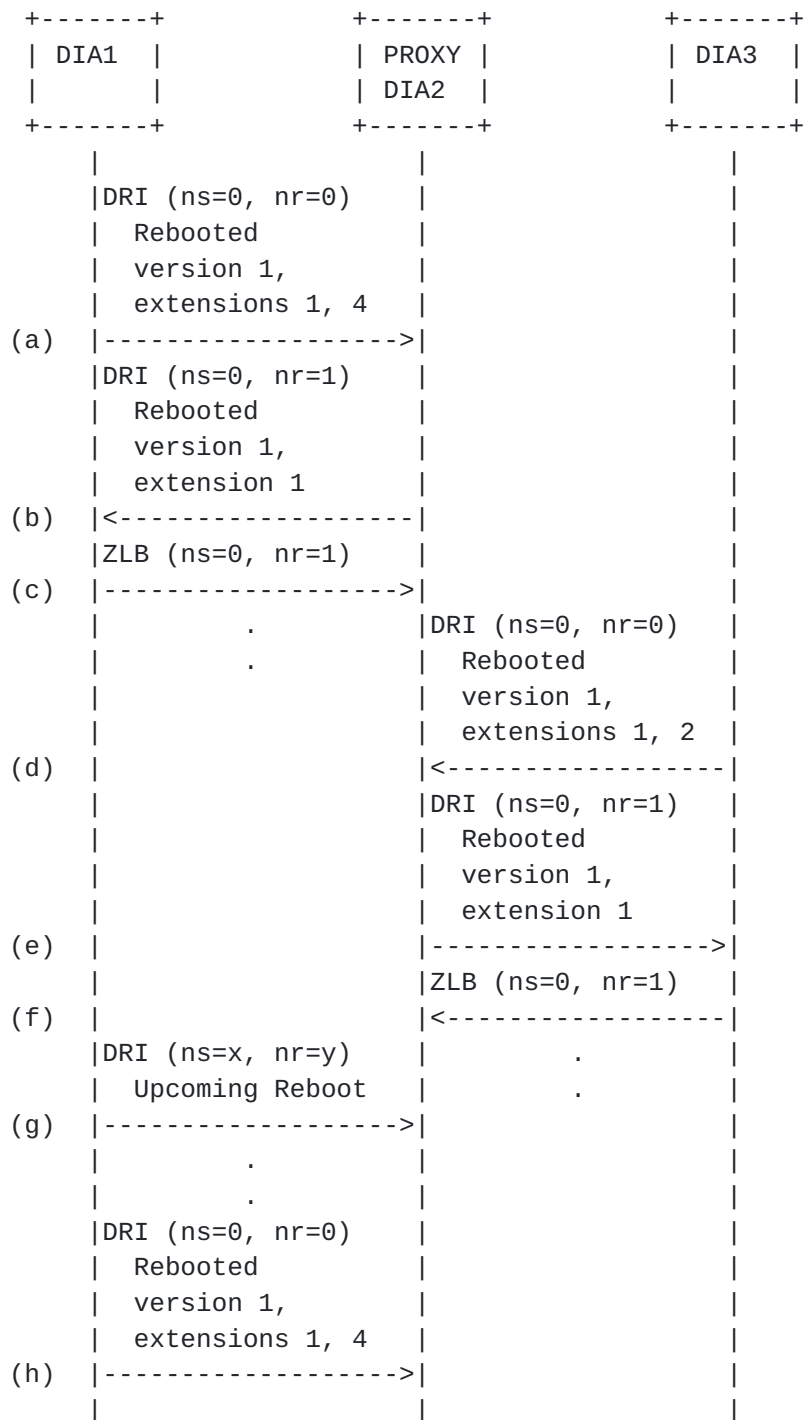 +-------+            +-------+           +-------+
| DIA1  |            | PROXY |           | DIA3  |
|       |            | DIA2  |           |       |
+-------+            +-------+           +-------+
    |                    |                   |
    |DRI (ns=0, nr=0)    |                   |
    |  Rebooted          |                   |
    |  version 1,        |                   |
    |  extensions 1, 4   |                   |
(a)  |------------------->|                   |
    |DRI (ns=0, nr=1)    |                   |
    |  Rebooted          |                   |
    |  version 1,        |                   |
    |  extension 1       |                   |
(b)  |<-------------------|                   |
    |ZLB (ns=0, nr=1)    |                   |
(c)  |------------------->|                   |
    |         .          |DRI (ns=0, nr=0)   |
    |         .          |  Rebooted         |
    |                    |  version 1,       |
    |                    |  extensions 1, 2  |
(d)  |                    |<------------------|
    |                    |DRI (ns=0, nr=1)   |
    |                    |  Rebooted         |
    |                    |  version 1,       |
    |                    |  extension 1      |
(e)  |                    |------------------>|
    |                    |ZLB (ns=0, nr=1)   |
(f)  |                    |<------------------|
    |DRI (ns=x, nr=y)    |         .         |
    |  Upcoming Reboot   |         .         |
(g)  |------------------->|                   |
    |         .          |                   |
    |         .          |                   |
    |DRI (ns=0, nr=0)    |                   |
    |  Rebooted          |                   |
    |  version 1,        |                   |
    |  extensions 1, 4   |                   |
(h)  |------------------->|                   |
    |                    |                   |